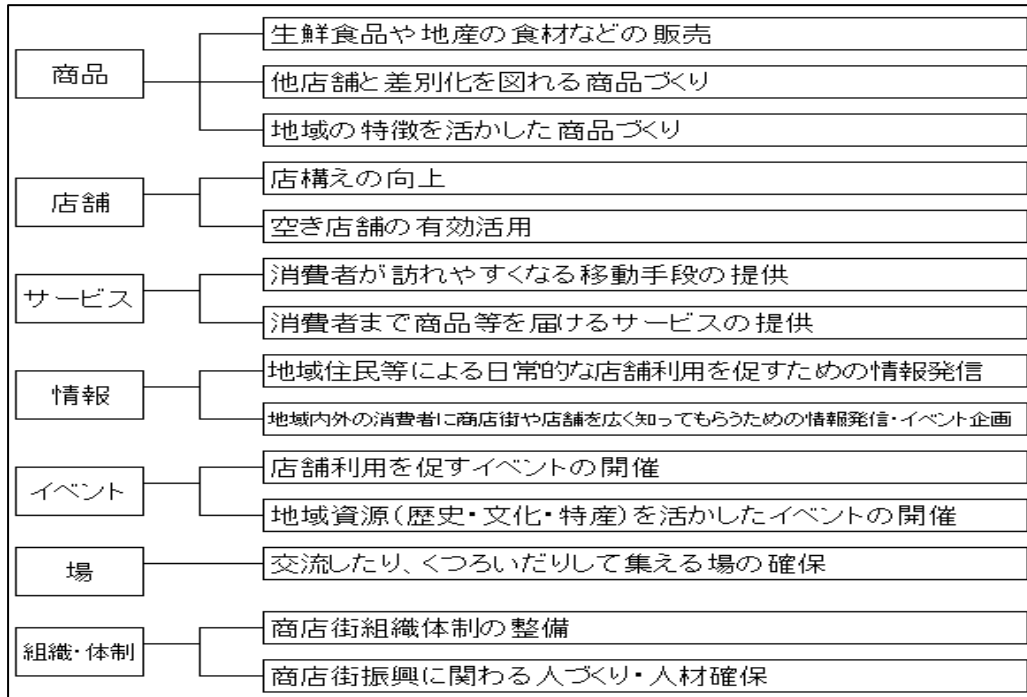 商品
生鮮食品や地産の食材などの販売
他店舗と差別化を図れる商品づくり
地域の特徴を活かした商品づくり
店舗
店構えの向上
空き店舗の有効活用
サービス
消費者が訪れやすくなる移動手段の提供
消費者まで商品等を届けるサービスの提供
情報
地域住民等による日常的な店舗利用を促すための情報発信
地域内外の消費者に商店街や店舗を広く知ってもらうための情報発信・イベント企画
イベント
店舗利用を促すイベントの開催
地域資源(歴史・文化・特産)を活かしたイベントの開催
場
交流したり、くつろいだりして集える場の確保
組織・体制
商店街組織体制の整備
商店街振興に関わる人づくり・人材確保